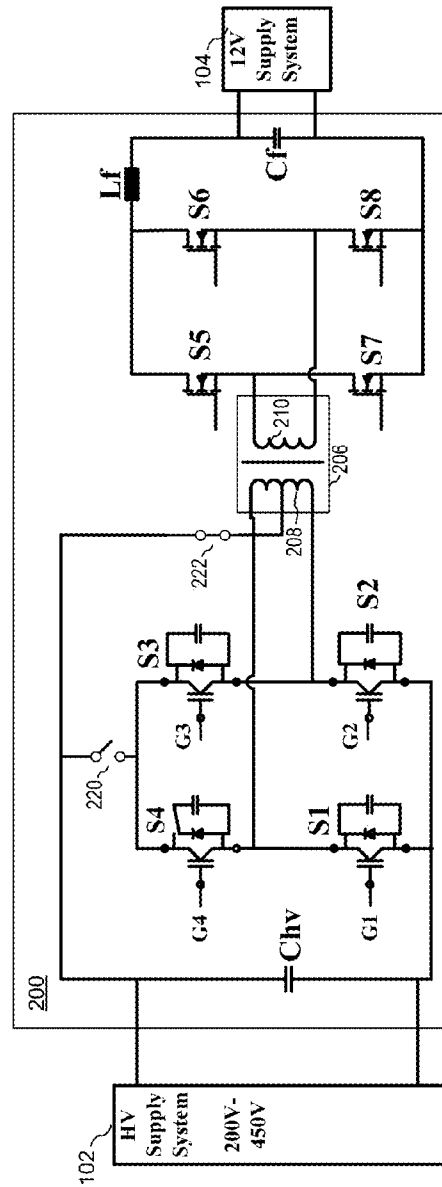 200
102
HV
Supply
System
200V-
450V
Chv
220
222
S4
G4
S3
G3
S1
G1
S2
G2
208
210
206
S5
S6
S7
S8
Lf
Cf
104
12V
Supply
System